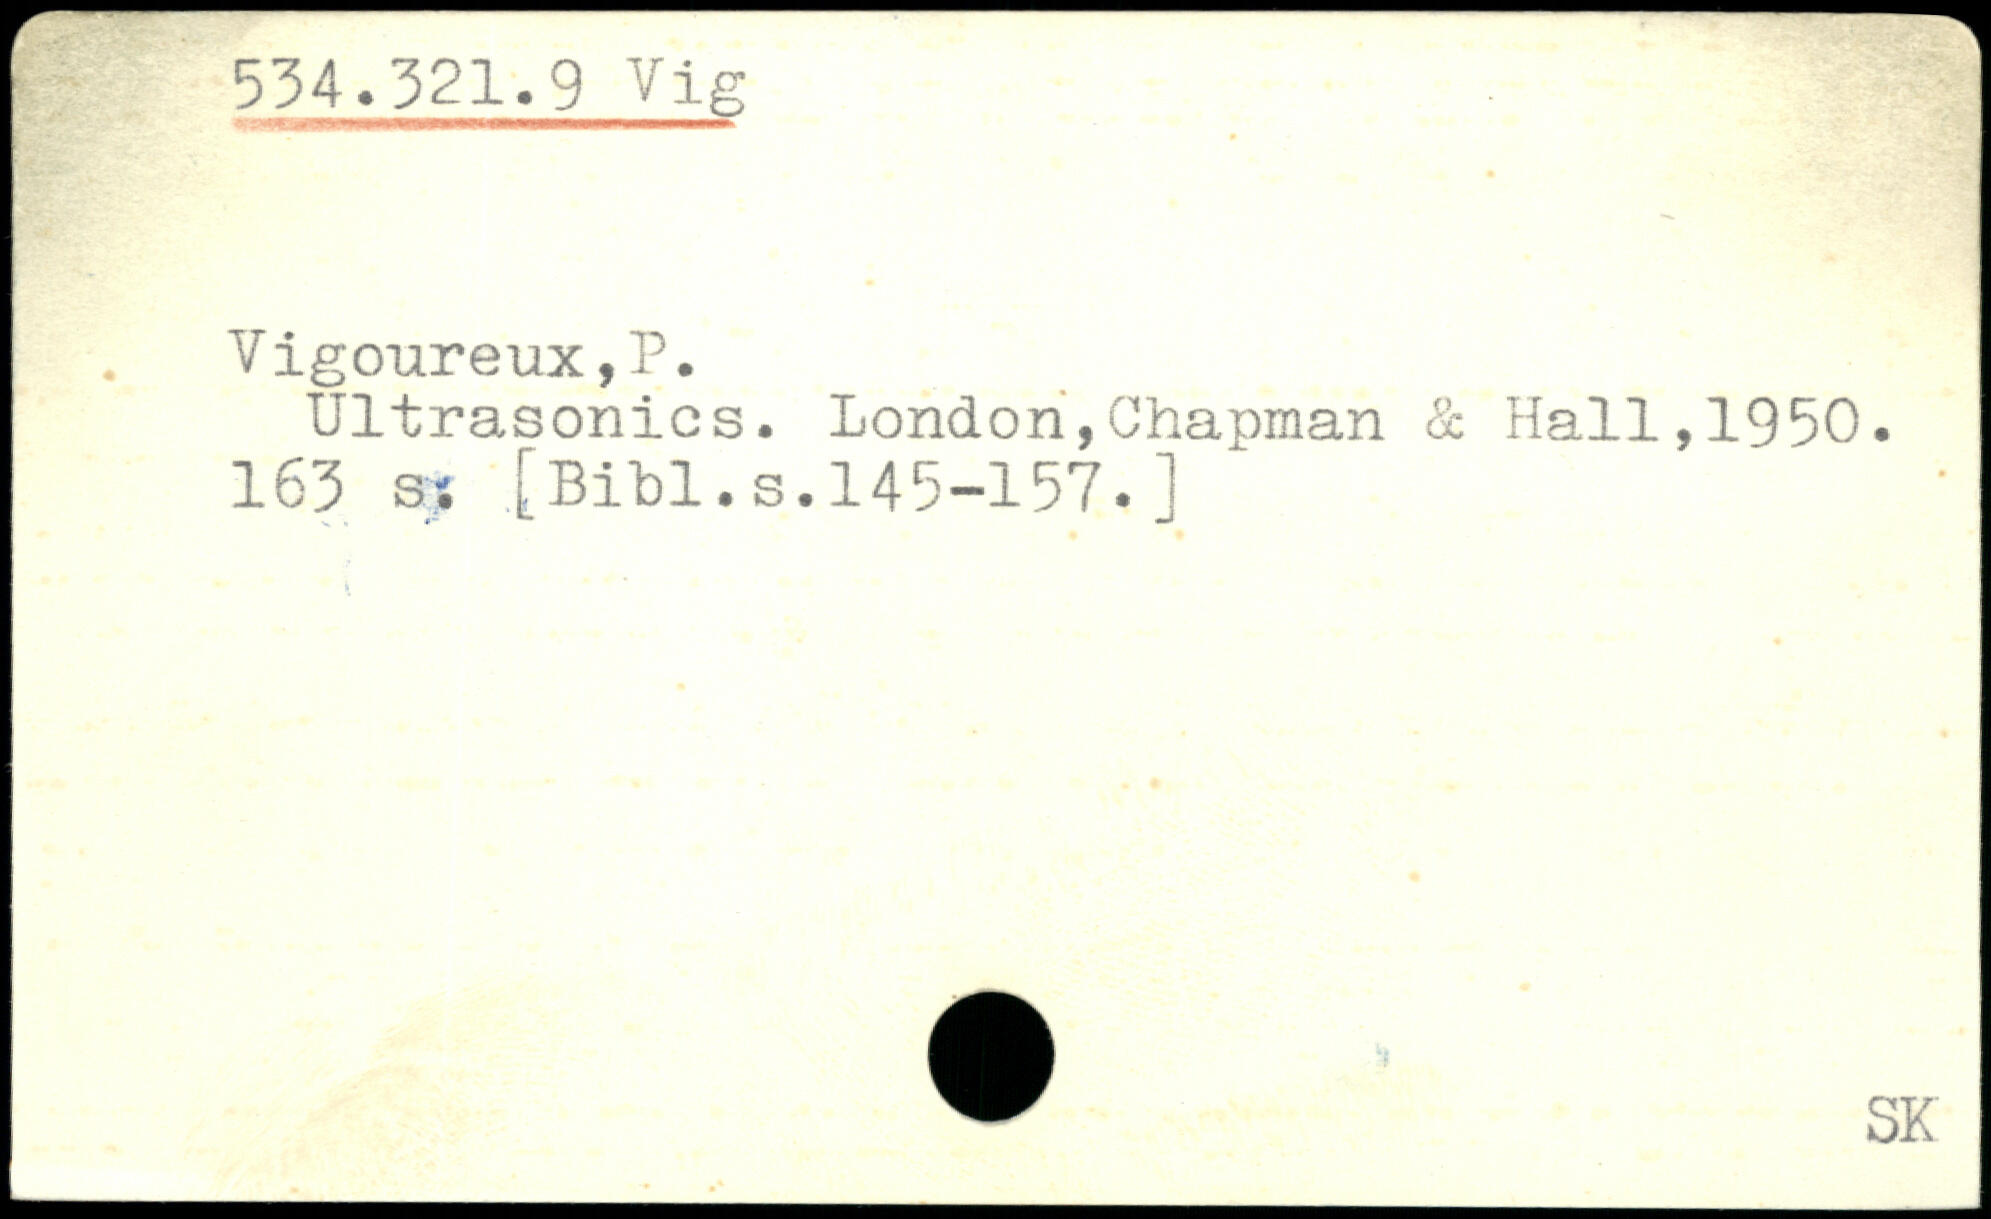 534.321.9 Vig
Vigoureux,P.
Ultrasonics. London,Chapman & Hall,1950.
163 s. [Bibl.s.145-157.]
SK